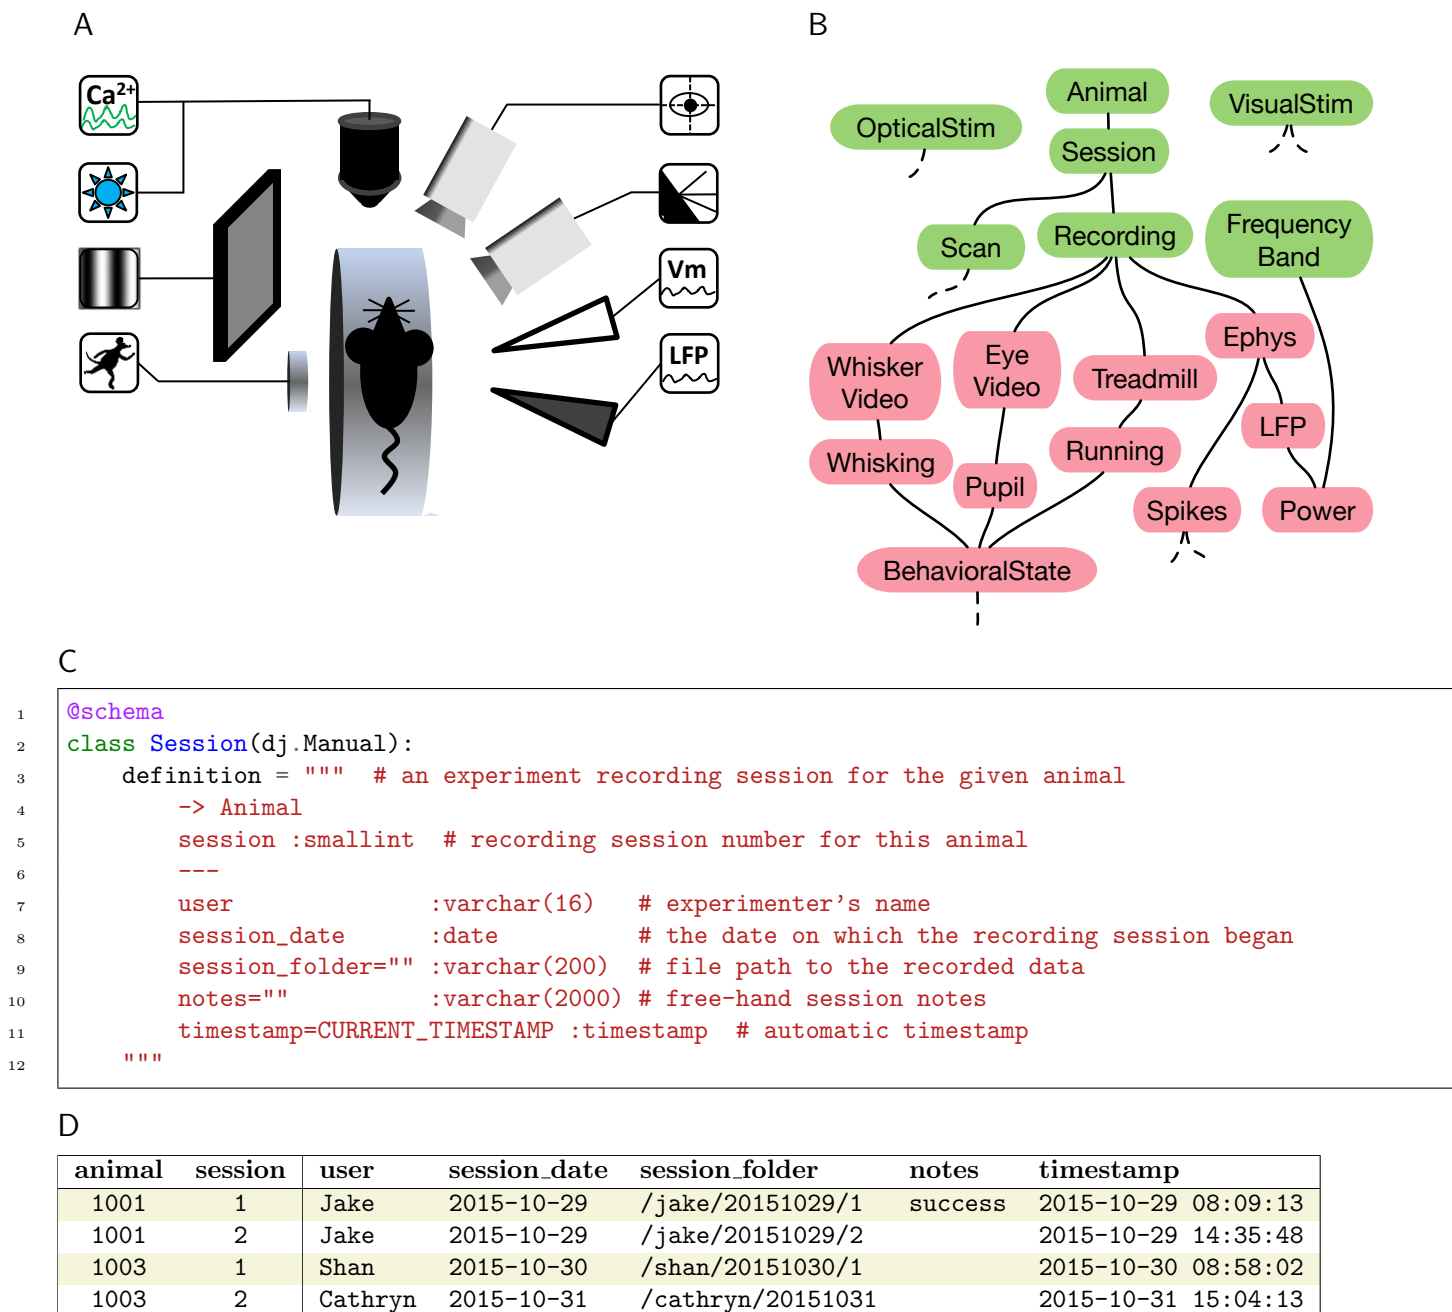 A
B
Ca²⁺
Vm
LFP
Animal
OpticalStim
VisualStim
Session
Scan
Recording
Frequency
Band
Whisker
Video
Eye
Video
Treadmill
Ephys
LFP
Whisking
Running
Pupil
Spikes
Power
BehavioralState
C
1 @schema
2 class Session(dj.Manual):
3 definition = """ # an experiment recording session for the given animal
4 -> Animal
5 session :smallint # recording session number for this animal
6 ---
7 user :varchar(16) # experimenter's name
8 session_date :date # the date on which the recording session began
9 session_folder="" :varchar(200) # file path to the recorded data
10 notes="" :varchar(2000) # free-hand session notes
11 timestamp=CURRENT_TIMESTAMP :timestamp # automatic timestamp
12 """
D
animal session user session_date session_folder notes timestamp
1001 1 Jake 2015-10-29 /jake/20151029/1 success 2015-10-29 08:09:13
1001 2 Jake 2015-10-29 /jake/20151029/2 2015-10-29 14:35:48
1003 1 Shan 2015-10-30 /shan/20151030/1 2015-10-30 08:58:02
1003 2 Cathryn 2015-10-31 /cathryn/20151031 2015-10-31 15:04:13